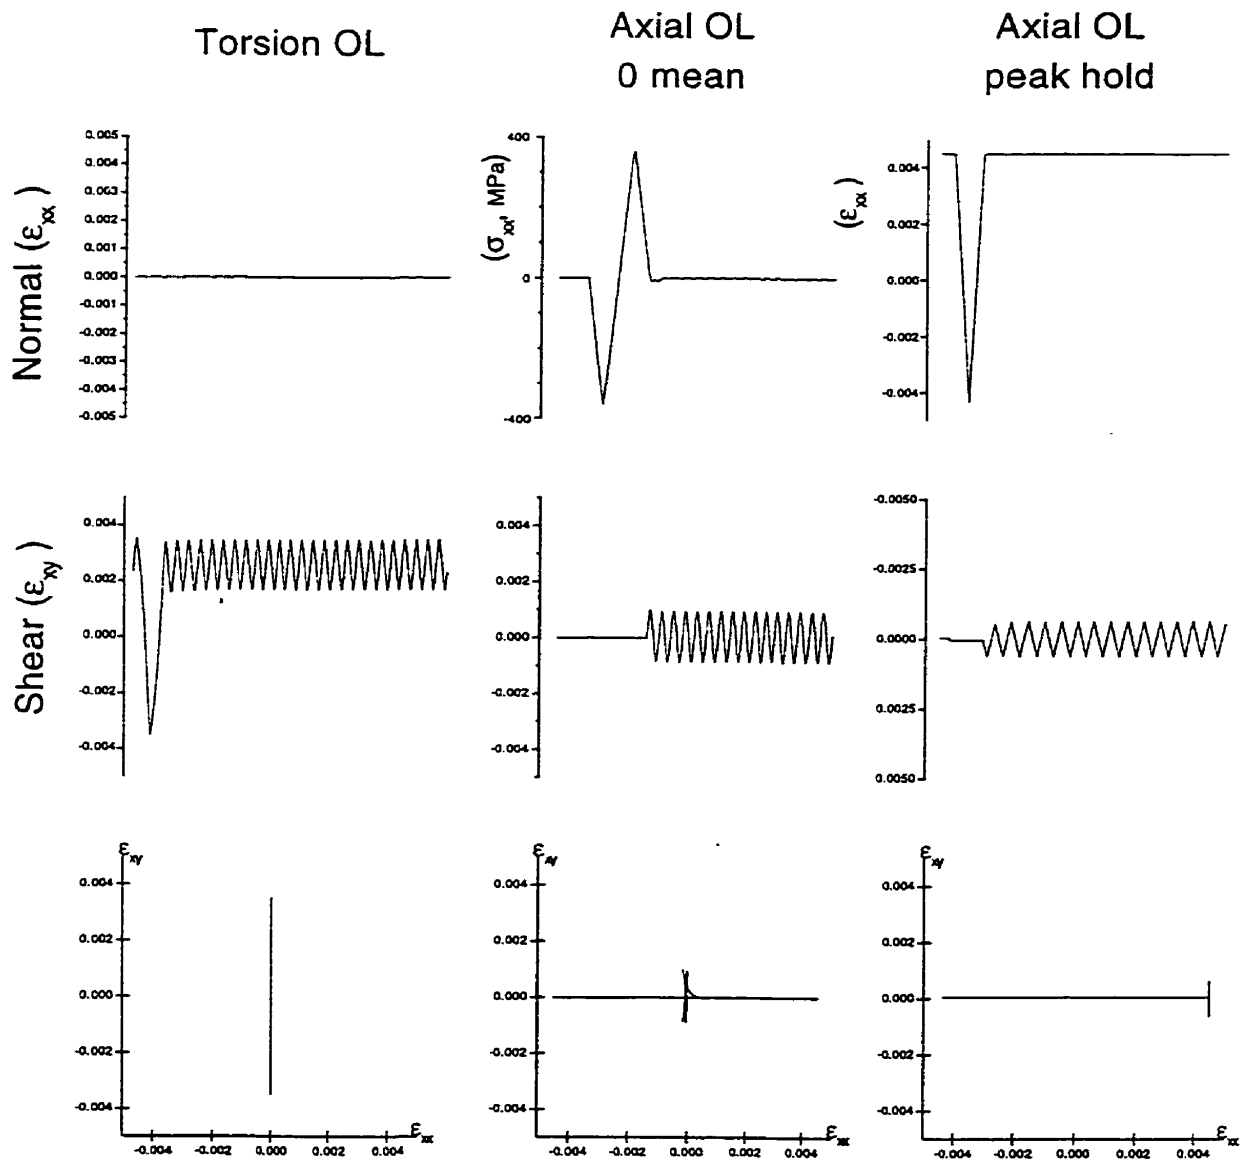 Torsion OL
Axial OL
0 mean
Axial OL
peak hold
Normal (εxx)
0.005
0.004
0.003
0.002
0.001
0.000
-0.001
-0.002
-0.003
-0.004
-0.005
(σxx, MPa)
400
0
-400
(εxx)
0.004
0.002
0.000
-0.002
-0.004
Shear (εxy)
0.004
0.002
0.000
-0.002
-0.004
0.004
0.002
0.000
-0.002
-0.004
-0.0050
-0.0025
0.0000
0.0025
0.0050
εxy
0.004
0.002
0.000
-0.002
-0.004
-0.004 -0.002 0.000 0.002 0.004
εxx
εxy
0.004
0.002
0.000
-0.002
-0.004
-0.004 -0.002 0.000 0.002 0.004
εxx
εxy
0.004
0.002
0.000
-0.002
-0.004
-0.004 -0.002 0.000 0.002 0.004
εxx